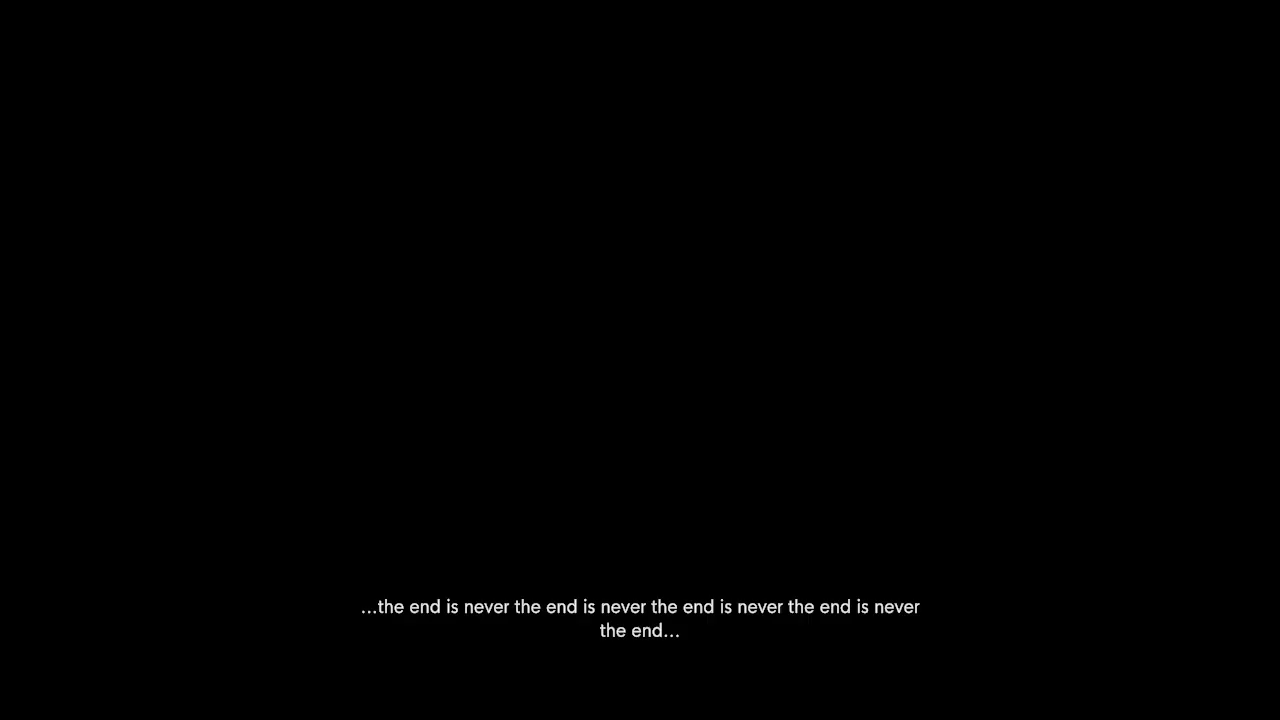 ...the end is never the end is never the end is never the end is never
the end...